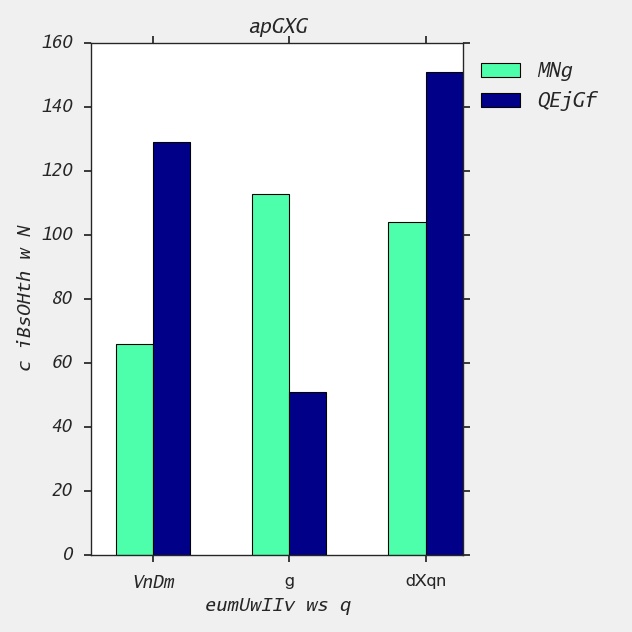 apGXG
160
140
120
100
80
60
40
20
0
c iBsOHth w N
VnDm
g
dXqn
eumUwIIv ws q
MNg
QEjGf